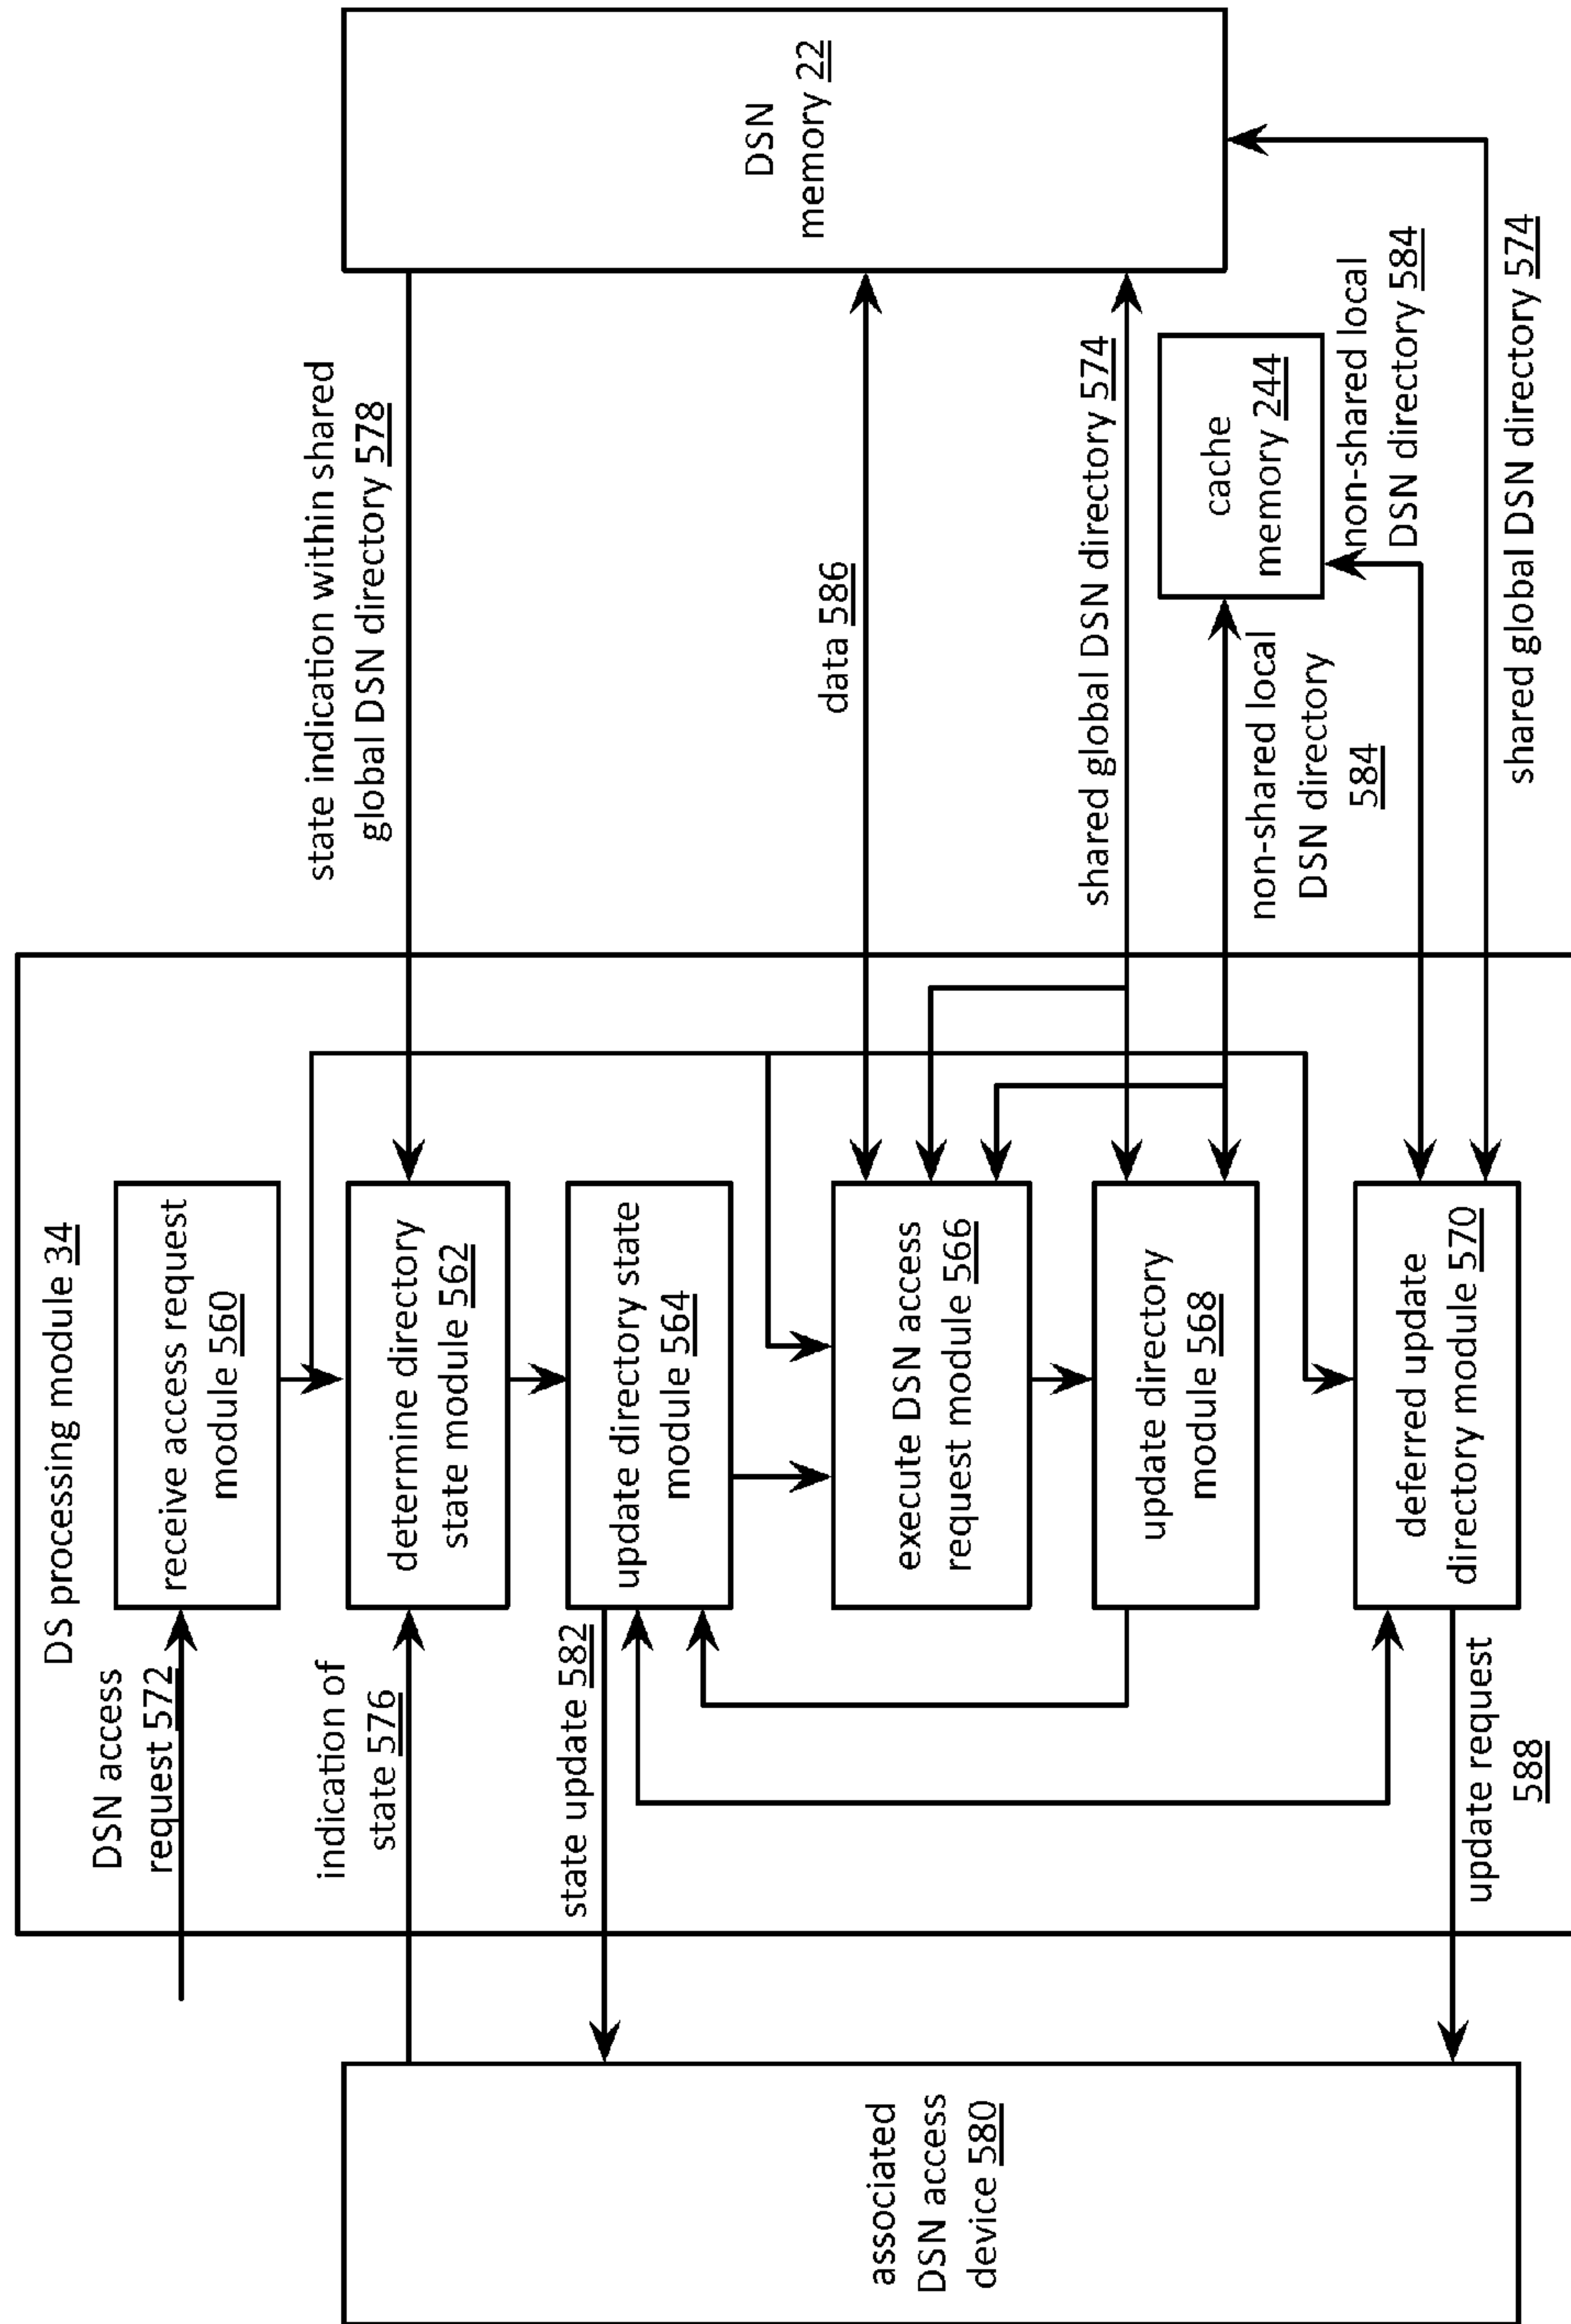 DS processing module 34
DSN access
request 572
receive access request
module 560
indication of
state 576
determine directory
state module 562
state indication within shared
global DSN directory 578
state update 582
update directory state
module 564
associated
DSN access
device 580
execute DSN access
request module 566
data 586
DSN
memory 22
shared global DSN directory 574
update directory
module 568
non-shared local
DSN directory
584
cache
memory 244
non-shared local
DSN directory 584
deferred update
directory module 570
update request
588
shared global DSN directory 574